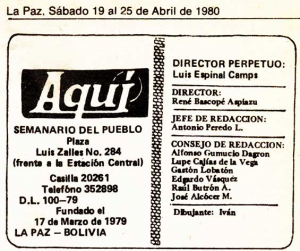 La Paz, Sábado 19 al 25 de Abril de 1980
Aquí
SEMANARIO DEL PUEBLO
Plaza
Luis Zalles No. 284
(frente a la Estación Central)
Casilla 20261
Telefóno 352898
D.L. 100—79
Fundado el
17 de Marzo de 1979
LA PAZ — BOLIVIA
DIRECTOR PERPETUO:
Luis Espinal Camps
DIRECTOR:
René Bascopé Aspiazu
JEFE DE REDACCION:
Antonio Peredo L.
CONSEJO DE REDACCION:
Alfonso Gumucio Dagron
Lupe Cajías de la Vega
Gastón Lobatón
Edgardo Vásquez
Raúl Butrón A.
José Alcócer M.
Dibujante: Iván